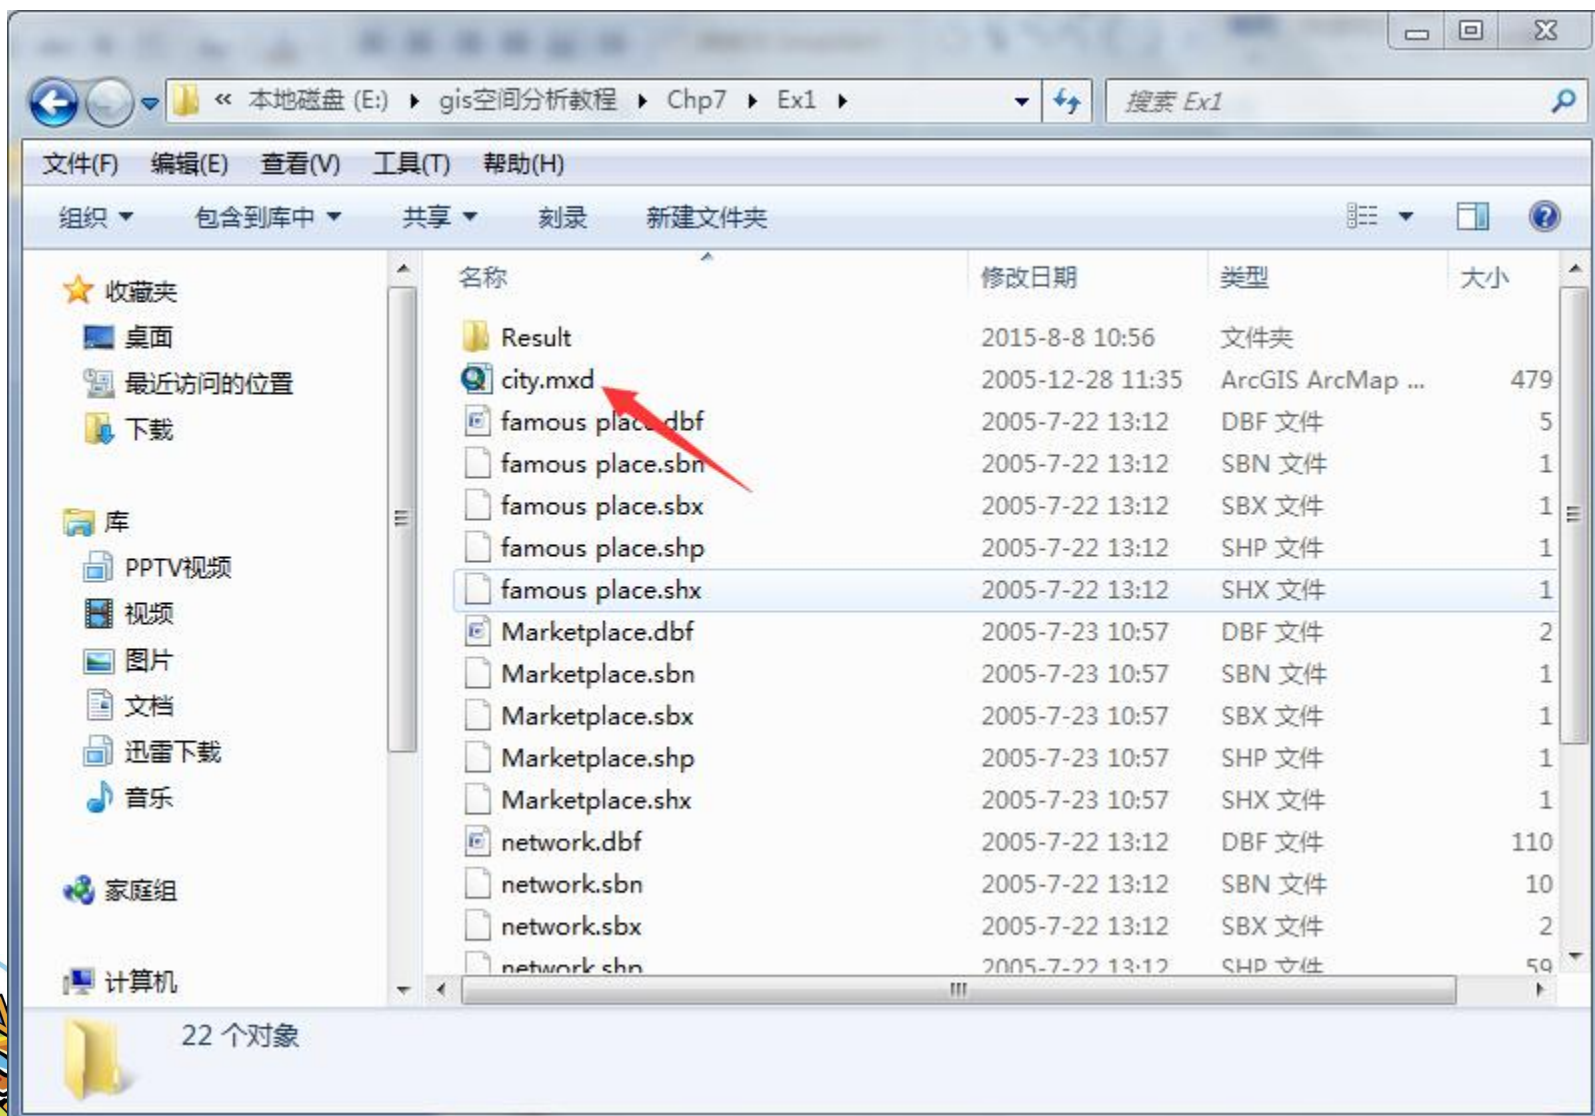 « 本地磁盘 (E:) ▸ gis空间分析教程 ▸ Chp7 ▸ Ex1 ▸ 搜索 Ex1
文件(F) 编辑(E) 查看(V) 工具(T) 帮助(H)
组织 包含到库中 共享 刻录 新建文件夹
收藏夹
桌面
最近访问的位置
下载
库
PPTV视频
视频
图片
文档
迅雷下载
音乐
家庭组
计算机
名称 修改日期 类型 大小
Result 2015-8-8 10:56 文件夹
city.mxd 2005-12-28 11:35 ArcGIS ArcMap ... 479
famous place.dbf 2005-7-22 13:12 DBF 文件 5
famous place.sbn 2005-7-22 13:12 SBN 文件 1
famous place.sbx 2005-7-22 13:12 SBX 文件 1
famous place.shp 2005-7-22 13:12 SHP 文件 1
famous place.shx 2005-7-22 13:12 SHX 文件 1
Marketplace.dbf 2005-7-23 10:57 DBF 文件 2
Marketplace.sbn 2005-7-23 10:57 SBN 文件 1
Marketplace.sbx 2005-7-23 10:57 SBX 文件 1
Marketplace.shp 2005-7-23 10:57 SHP 文件 1
Marketplace.shx 2005-7-23 10:57 SHX 文件 1
network.dbf 2005-7-22 13:12 DBF 文件 110
network.sbn 2005-7-22 13:12 SBN 文件 10
network.sbx 2005-7-22 13:12 SBX 文件 2
network.shp 2005-7-22 13:12 SHP 文件 59
22 个对象